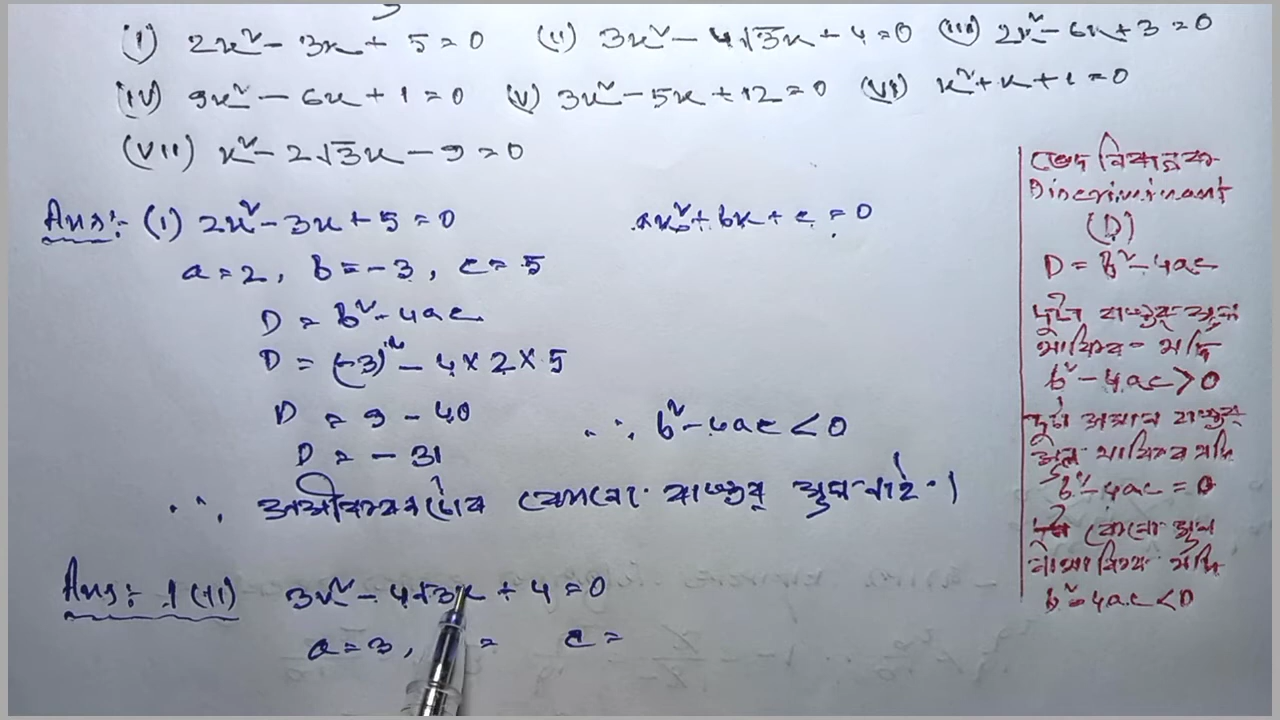 (i) 2x² - 3x + 5 = 0 (ii) 3x² - 4√3x + 4 = 0 (iii) 2x² - 6x + 3 = 0
(iv) 9x² - 6x + 1 = 0 (v) 3x² - 5x + 12 = 0 (vi) x² + x + 1 = 0
(vii) x² - 2√3x - 9 = 0
Ans:- (i) 2x² - 3x + 5 = 0
ax² + bx + c = 0
a = 2, b = -3, c = 5
D = b² - 4ac
D = (-3)² - 4 × 2 × 5
D = 9 - 40
∴ b² - 4ac < 0
D = -31
∴ সমীকৰণটোৰ কোনো বাস্তৱ মূল নাই।
Ans:- 1(ii) 3x² - 4√3x + 4 = 0
a = 3, = c =
ভেদ নিৰূপক
Discriminant
(D)
D = b² - 4ac
দুটা বাস্তৱ মূল
থাকিব যদি
b² - 4ac > 0
দুটা সমান বাস্তৱ
মূল থাকিব যদি
b² - 4ac = 0
কোনো মূল
নাথাকিব যদি
b² - 4ac < 0